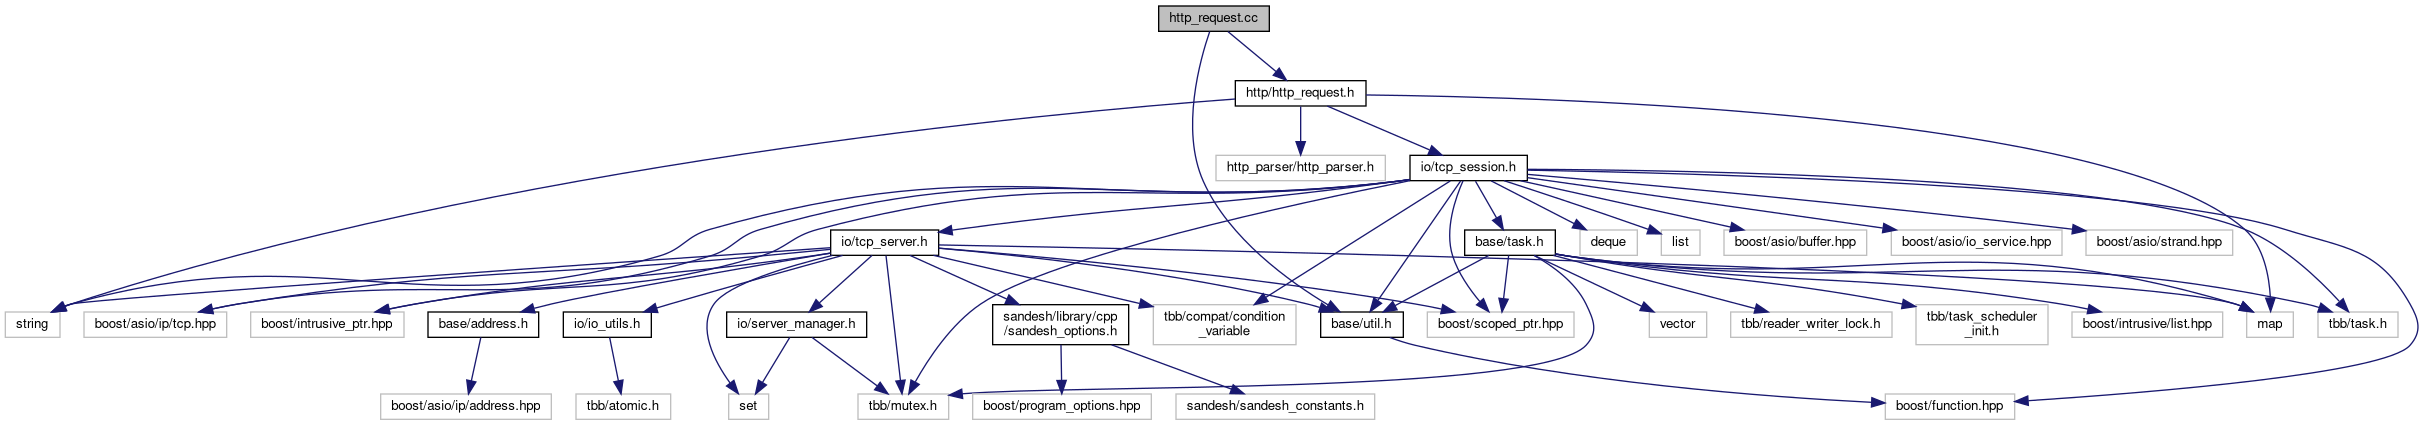 http_request.cc
http/http_request.h
http_parser/http_parser.h
io/tcp_session.h
io/tcp_server.h
base/task.h
deque
list
boost/asio/buffer.hpp
boost/asio/io_service.hpp
boost/asio/strand.hpp
string
boost/asio/ip/tcp.hpp
boost/intrusive_ptr.hpp
base/address.h
io/io_utils.h
io/server_manager.h
sandesh/library/cpp
/sandesh_options.h
tbb/compat/condition
_variable
base/util.h
boost/scoped_ptr.hpp
vector
tbb/reader_writer_lock.h
tbb/task_scheduler
_init.h
boost/intrusive/list.hpp
map
tbb/task.h
boost/asio/ip/address.hpp
tbb/atomic.h
set
tbb/mutex.h
boost/program_options.hpp
sandesh/sandesh_constants.h
boost/function.hpp